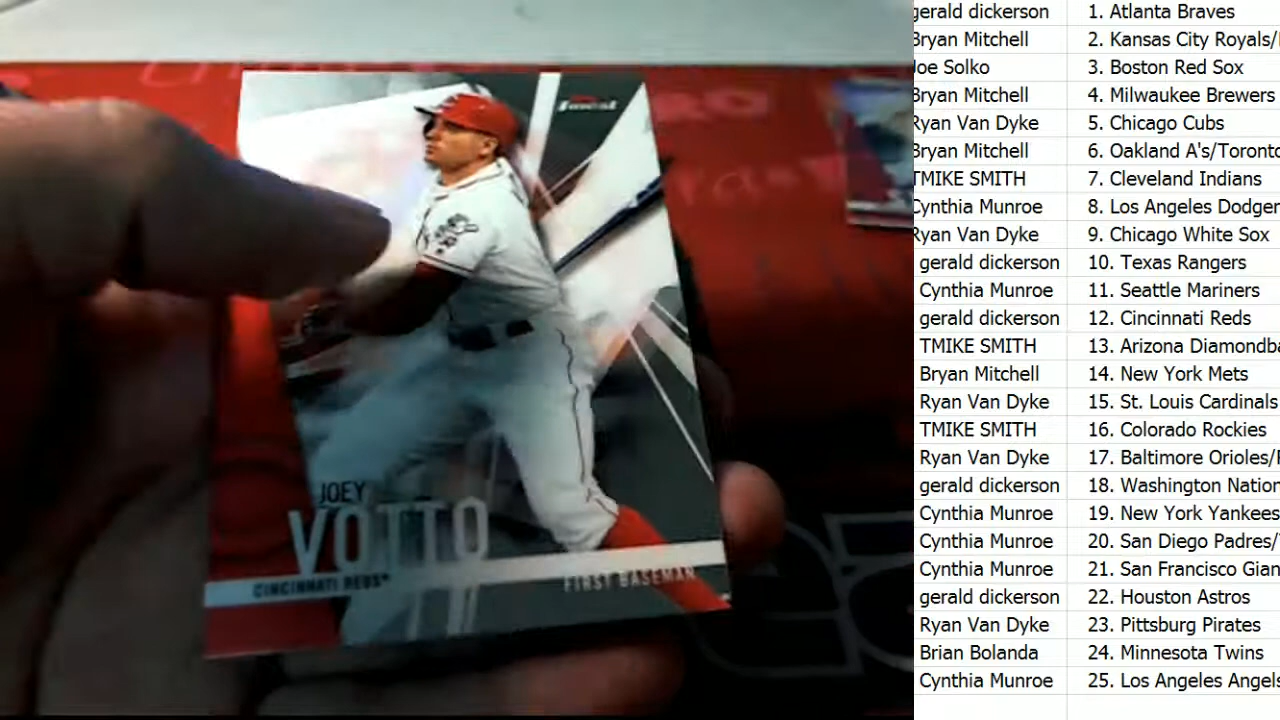 Finest
JOEY
VOTTO
CINCINNATI REDS
FIRST BASEMAN
gerald dickerson 1. Atlanta Braves
Bryan Mitchell 2. Kansas City Royals/
Joe Solko 3. Boston Red Sox
Bryan Mitchell 4. Milwaukee Brewers
Ryan Van Dyke 5. Chicago Cubs
Bryan Mitchell 6. Oakland A's/Toronto
TMIKE SMITH 7. Cleveland Indians
Cynthia Munroe 8. Los Angeles Dodger
Ryan Van Dyke 9. Chicago White Sox
gerald dickerson 10. Texas Rangers
Cynthia Munroe 11. Seattle Mariners
gerald dickerson 12. Cincinnati Reds
TMIKE SMITH 13. Arizona Diamondba
Bryan Mitchell 14. New York Mets
Ryan Van Dyke 15. St. Louis Cardinals
TMIKE SMITH 16. Colorado Rockies
Ryan Van Dyke 17. Baltimore Orioles/
gerald dickerson 18. Washington Nation
Cynthia Munroe 19. New York Yankees
Cynthia Munroe 20. San Diego Padres/
Cynthia Munroe 21. San Francisco Gian
gerald dickerson 22. Houston Astros
Ryan Van Dyke 23. Pittsburg Pirates
Brian Bolanda 24. Minnesota Twins
Cynthia Munroe 25. Los Angeles Angels